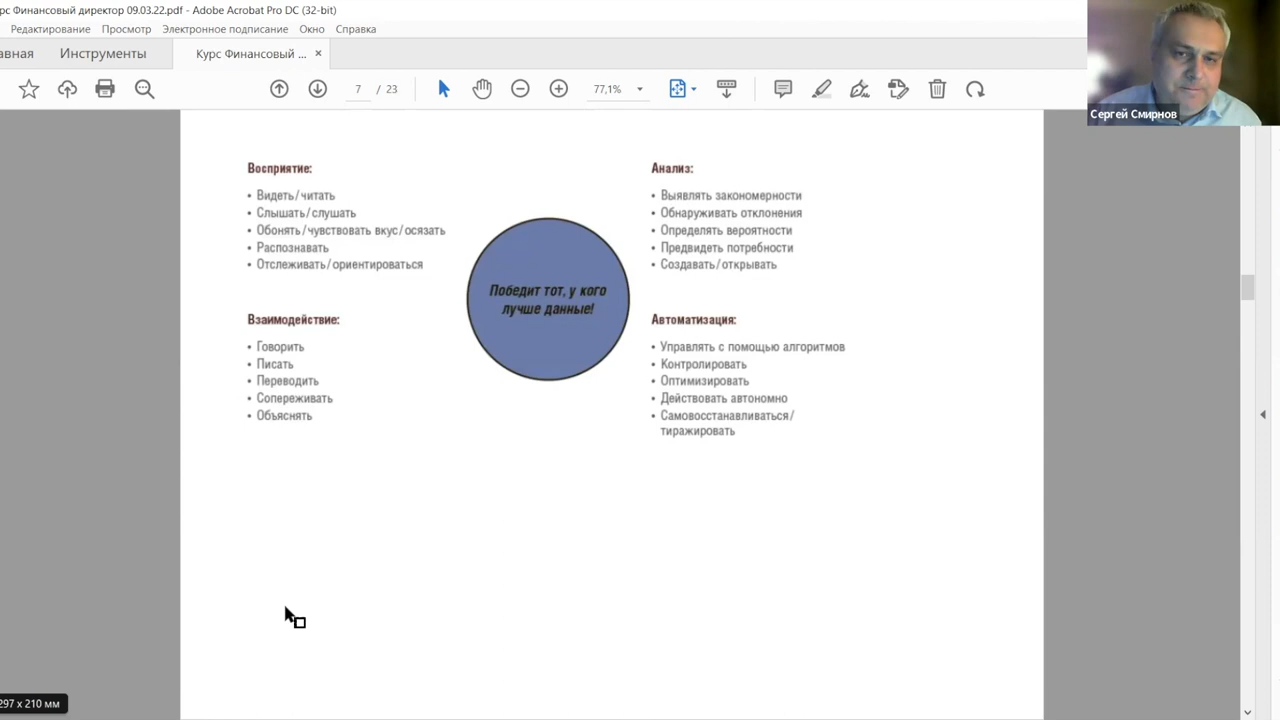 рс Финансовый директор 09.03.22.pdf - Adobe Acrobat Pro DC (32-bit)
Редактирование Просмотр Электронное подписание Окно Справка
авная Инструменты Курс Финансовый ... ×
7 / 23 77,1%
Сергей Смирнов
Восприятие:
• Видеть/читать
• Слышать/слушать
• Обонять/чувствовать вкус/осязать
• Распознавать
• Отслеживать/ориентироваться
Анализ:
• Выявлять закономерности
• Обнаруживать отклонения
• Определять вероятности
• Предвидеть потребности
• Создавать/открывать
Победит тот, у кого
лучше данные!
Взаимодействие:
• Говорить
• Писать
• Переводить
• Сопереживать
• Объяснять
Автоматизация:
• Управлять с помощью алгоритмов
• Контролировать
• Оптимизировать
• Действовать автономно
• Самовосстанавливаться/
тиражировать
297 x 210 мм